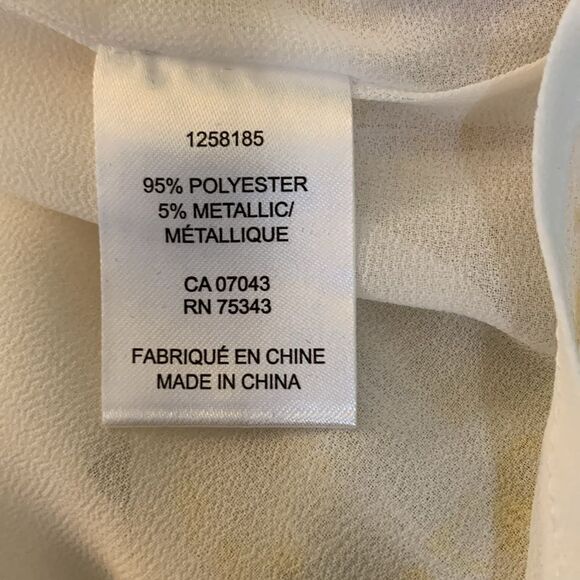 1258185
95% POLYESTER
5% METALLIC/
MÉTALLIQUE
CA 07043
RN 75343
FABRIQUÉ EN CHINE
MADE IN CHINA